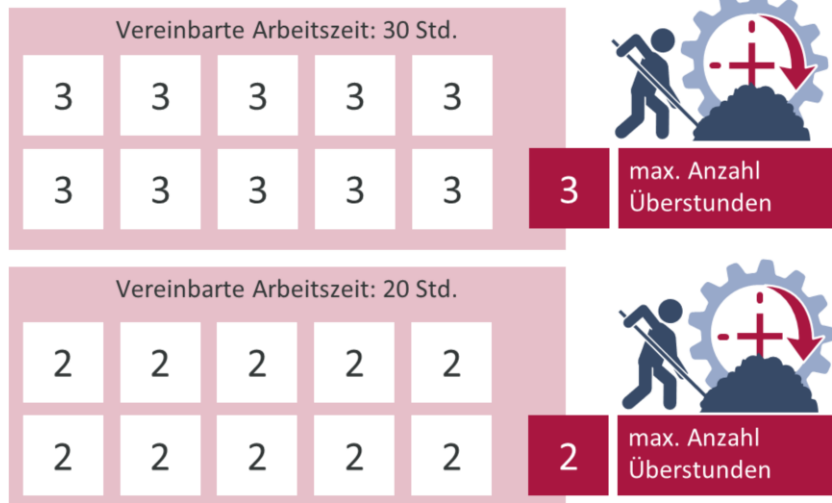 Vereinbarte Arbeitszeit: 30 Std.
3 3 3 3 3
3 3 3 3 3
3
max. Anzahl
Überstunden
Vereinbarte Arbeitszeit: 20 Std.
2 2 2 2 2
2 2 2 2 2
2
max. Anzahl
Überstunden